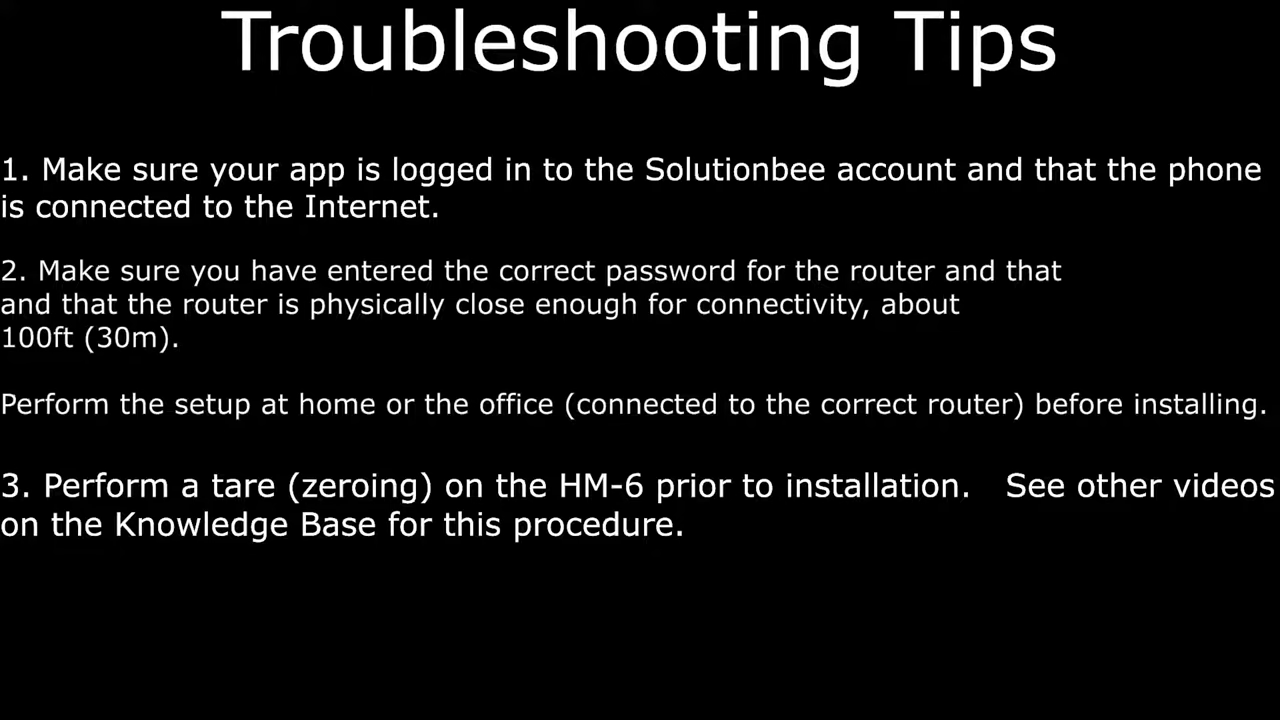 Troubleshooting Tips
1. Make sure your app is logged in to the Solutionbee account and that the phone
is connected to the Internet.
2. Make sure you have entered the correct password for the router and that
and that the router is physically close enough for connectivity, about
100ft (30m).
Perform the setup at home or the office (connected to the correct router) before installing.
3. Perform a tare (zeroing) on the HM-6 prior to installation.   See other videos
on the Knowledge Base for this procedure.